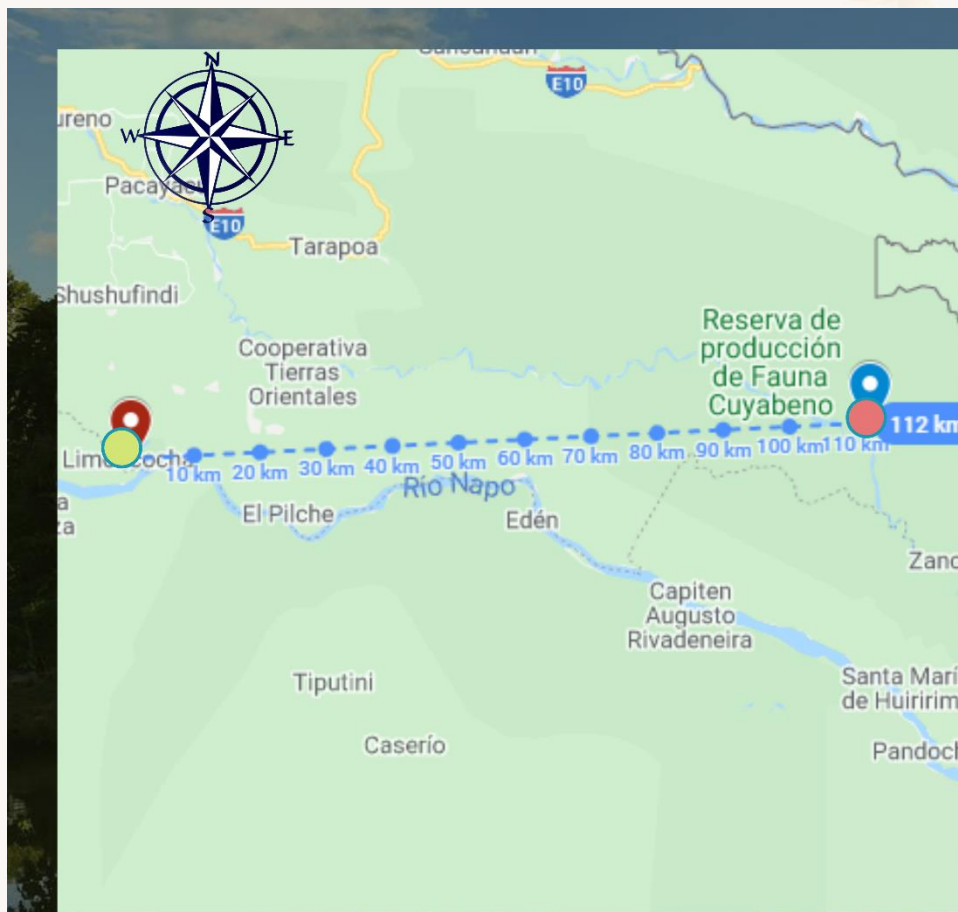 N
W
E
S
E10
ureno
Pacayacu
E10
Tarapoa
Shushufindi
Cooperativa
Tierras
Orientales
Reserva de
producción
de Fauna
Cuyabeno
112 km
Limoncocha
10 km
20 km
30 km
40 km
50 km
60 km
70 km
80 km
90 km
100 km
110 km
Río Napo
a
za
El Pilche
Edén
Zanc
Capiten
Augusto
Rivadeneira
Tiputini
Santa Marí
de Huiririm
Caserío
Pandoch